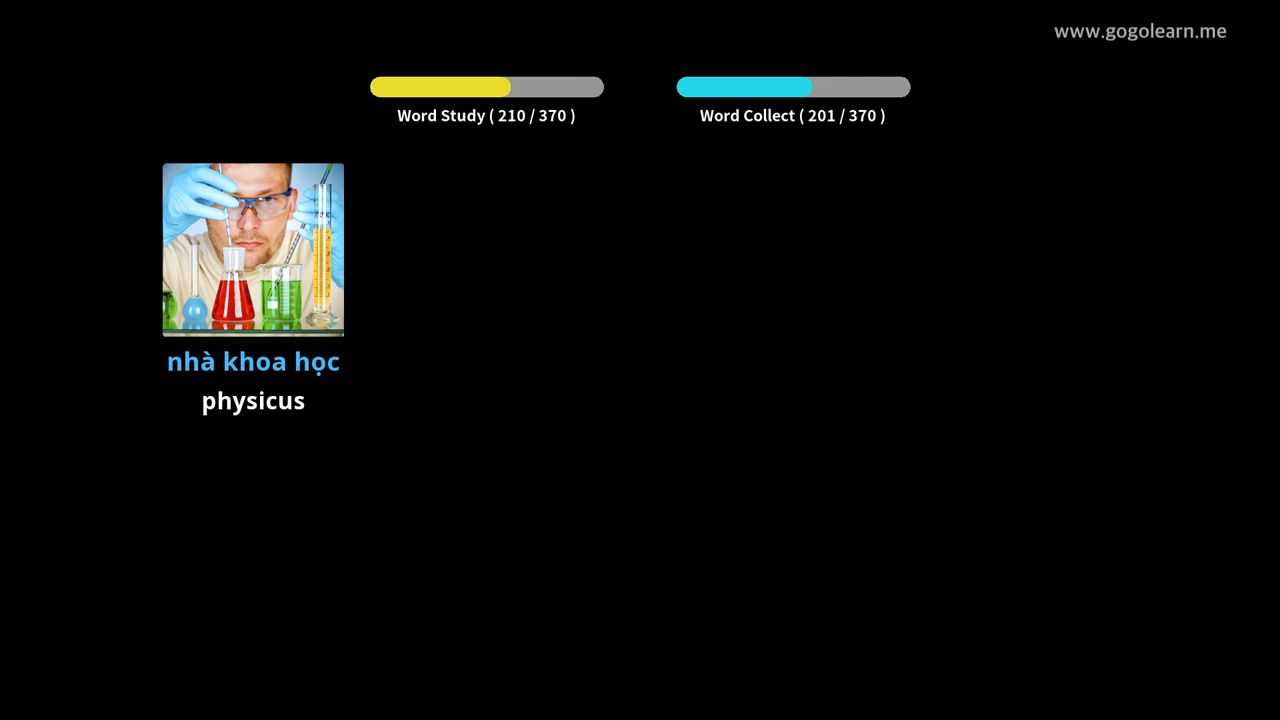 www.gogolearn.me
Word Study ( 210 / 370 )
Word Collect ( 201 / 370 )
nhà khoa học
physicus